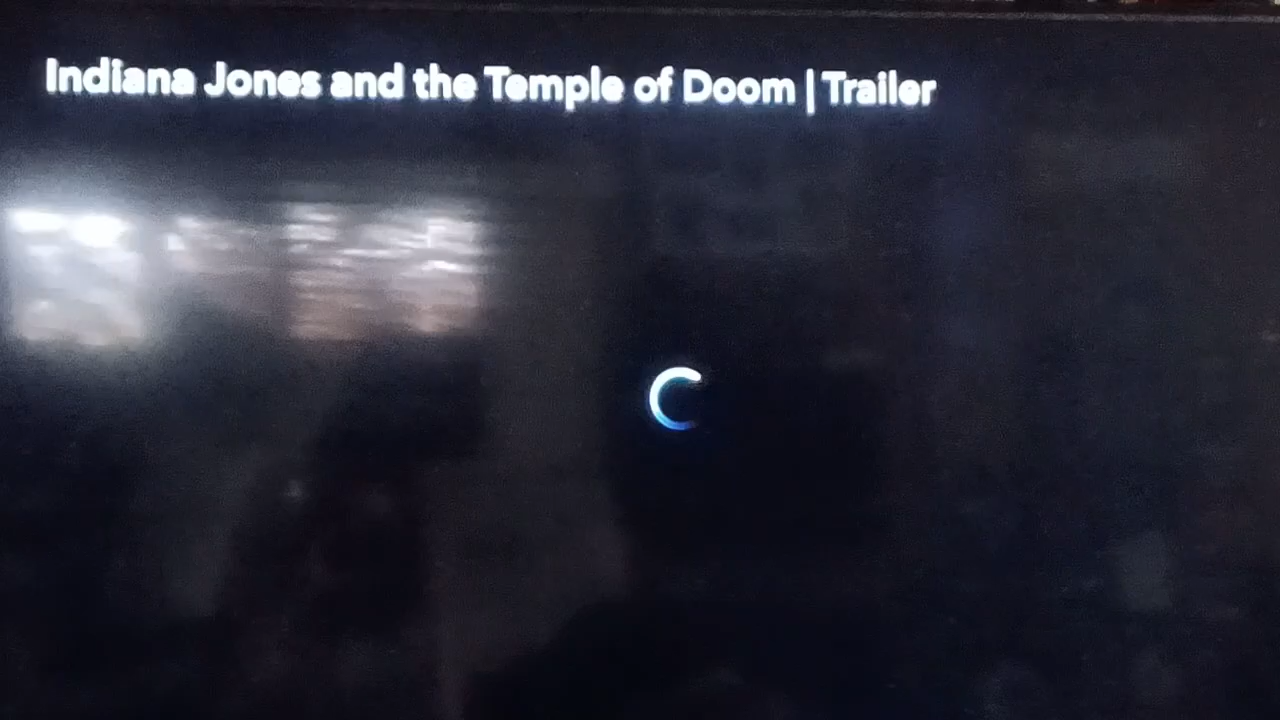 Indiana Jones and the Temple of Doom | Trailer